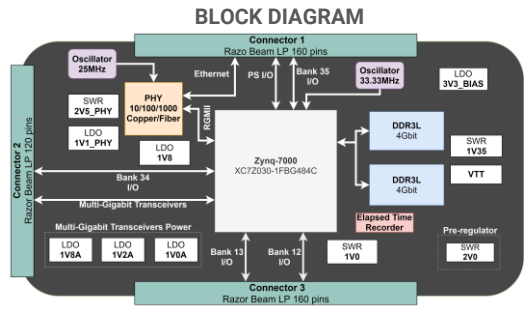 BLOCK DIAGRAM
Connector 1
Razo Beam LP 160 pins
Oscillator
25MHz
Ethernet
PS I/O
Bank 35
I/O
Oscillator
33.33MHz
LDO
3V3_BIAS
SWR
2V5_PHY
PHY
10/100/1000
Copper/Fiber
RGMII
LDO
1V1_PHY
LDO
1V8
Zynq-7000
XC7Z030-1FBG484C
DDR3L
4Gbit
SWR
1V35
DDR3L
4Gbit
VTT
Connector 2
Razor Beam LP 120 pins
Bank 34
I/O
Multi-Gigabit Transceivers
Multi-Gigabit Transceivers Power
LDO
1V8A
LDO
1V2A
LDO
1V0A
Bank 13
I/O
Bank 12
I/O
SWR
1V0
Elapsed Time
Recorder
Pre-regulator
SWR
2V0
Connector 3
Razor Beam LP 160 pins